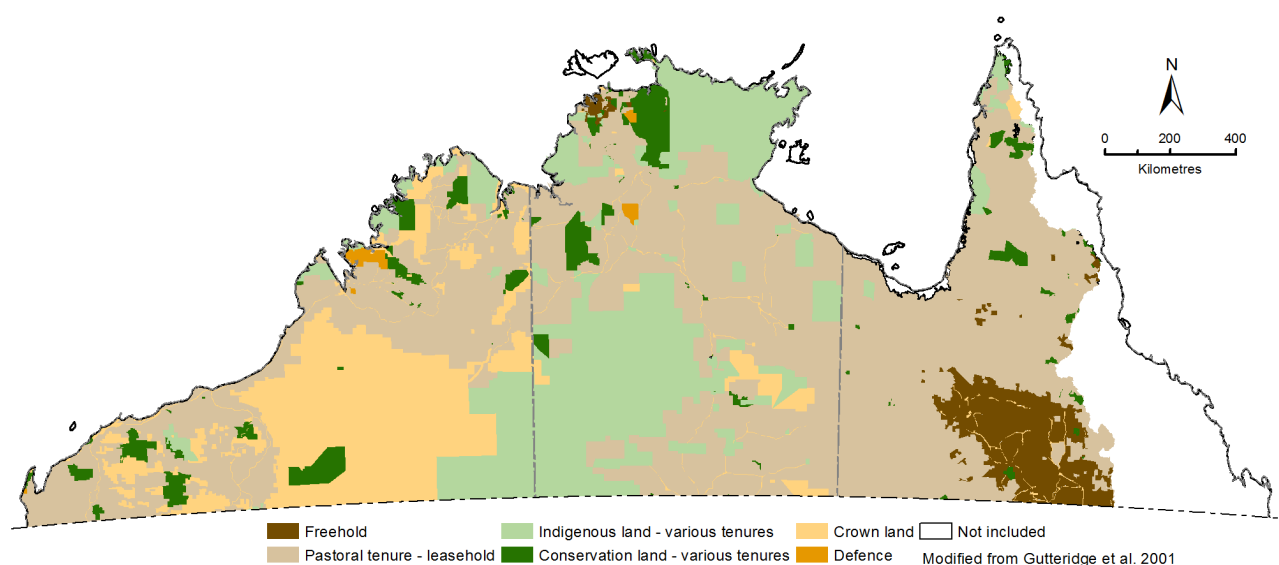 N
0 200 400
Kilometres
Freehold
Indigenous land - various tenures
Crown land
Not included
Pastoral tenure - leasehold
Conservation land - various tenures
Defence
Modified from Gutteridge et al. 2001